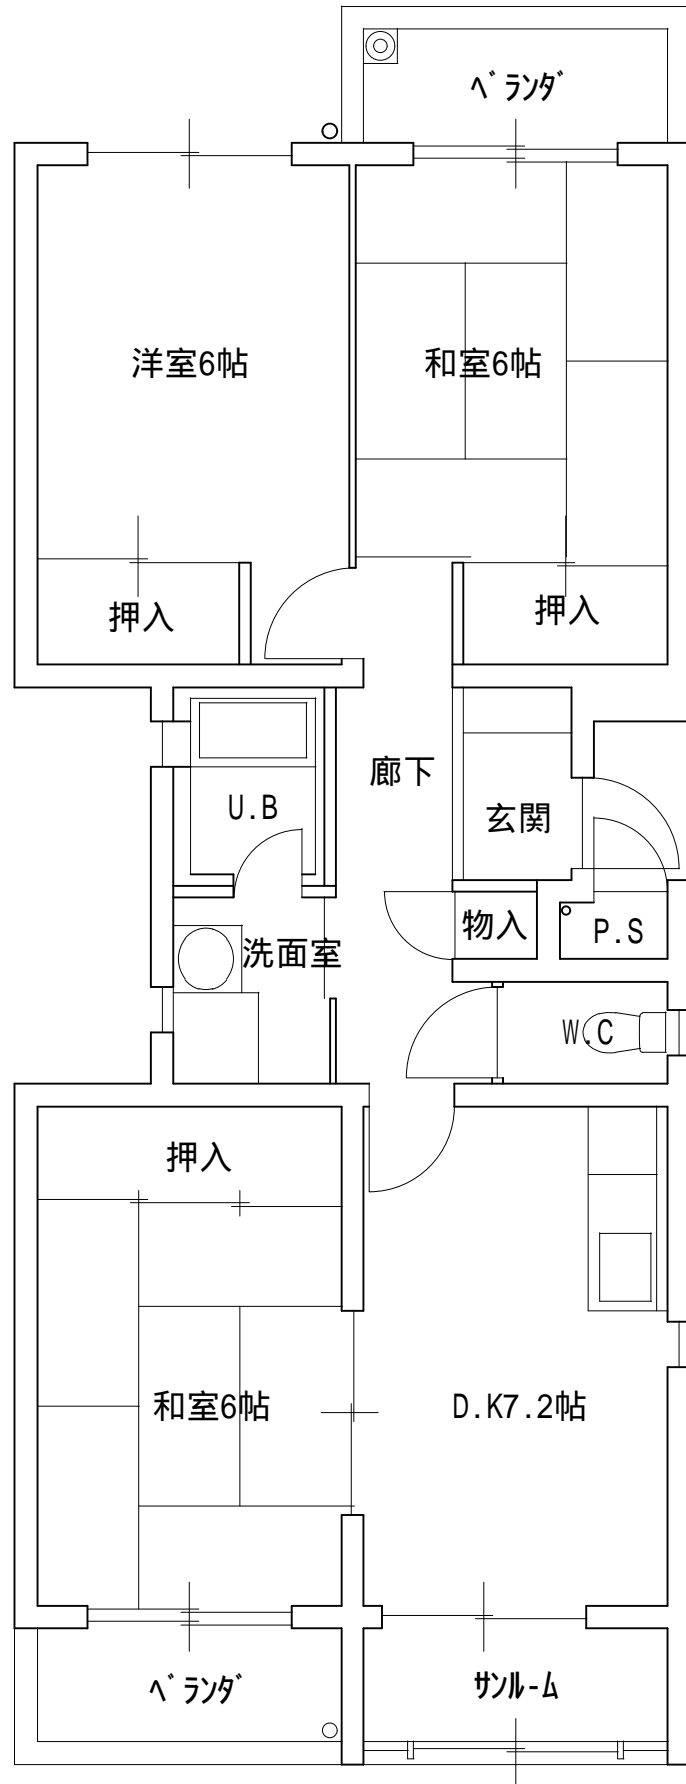 ベランダ
洋室6帖
和室6帖
押入
押入
廊下
U.B
玄関
物入
P.S
洗面室
W.C
押入
和室6帖
D.K7.2帖
ベランダ
サンルーム